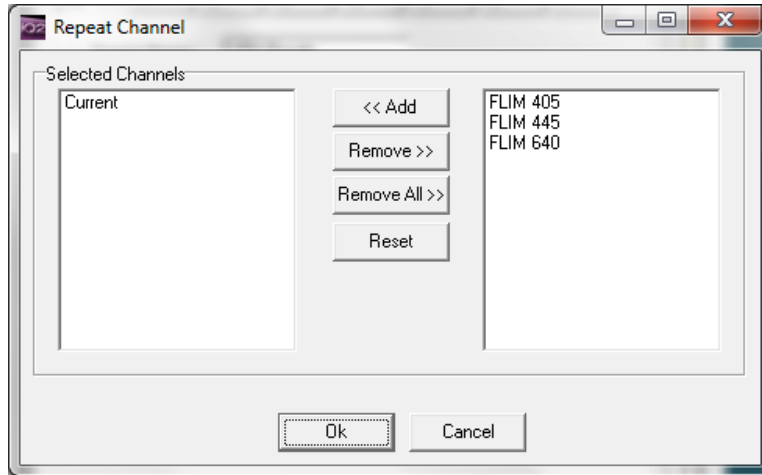 Repeat Channel
Selected Channels
Current
<< Add
Remove >>
Remove All >>
Reset
FLIM 405
FLIM 445
FLIM 640
Ok
Cancel